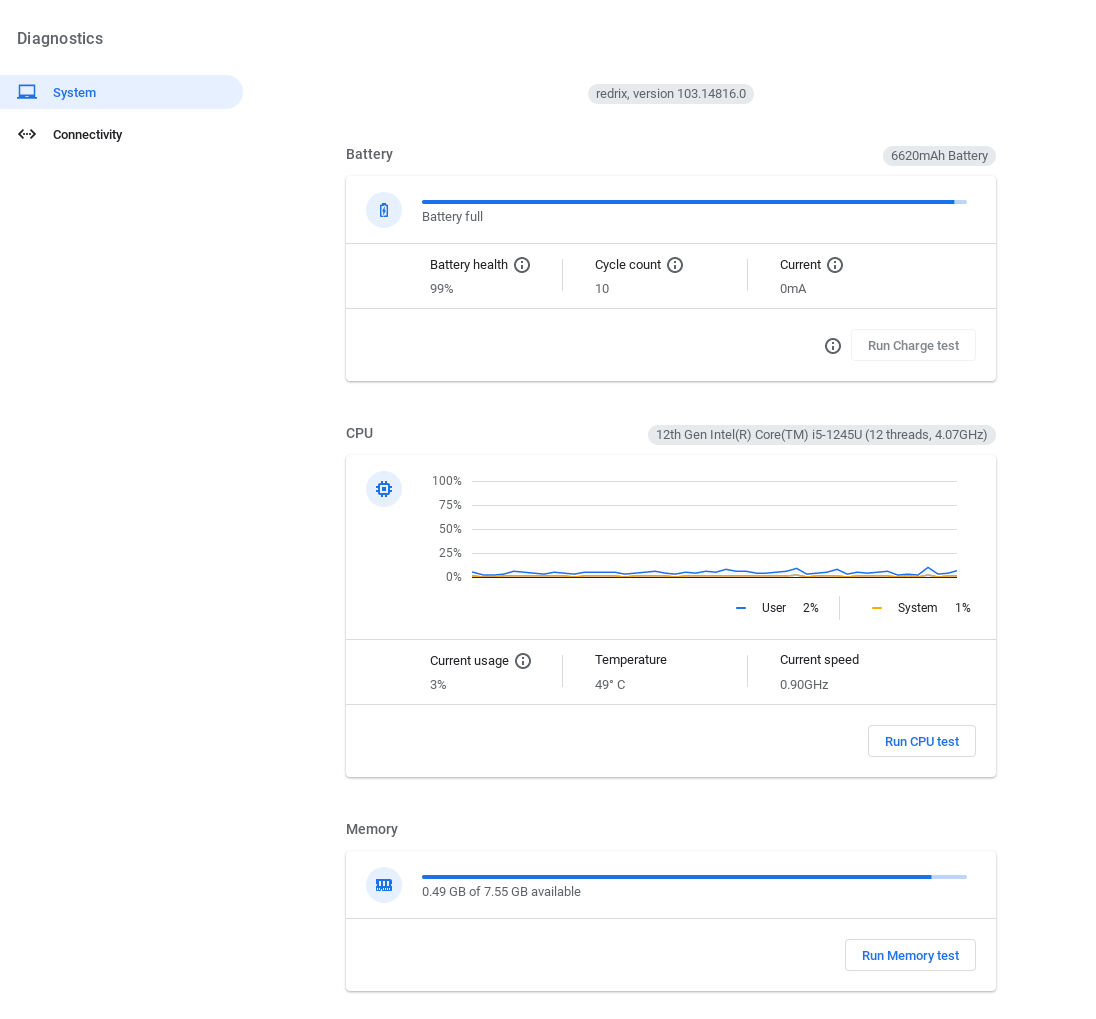 Diagnostics
System
Connectivity
redrix, version 103.14816.0
Battery
6620mAh Battery
Battery full
Battery health
99%
Cycle count
10
Current
0mA
Run Charge test
CPU
12th Gen Intel(R) Core(TM) i5-1245U (12 threads, 4.07GHz)
100%
75%
50%
25%
0%
User 2%
System 1%
Current usage
3%
Temperature
49° C
Current speed
0.90GHz
Run CPU test
Memory
0.49 GB of 7.55 GB available
Run Memory test